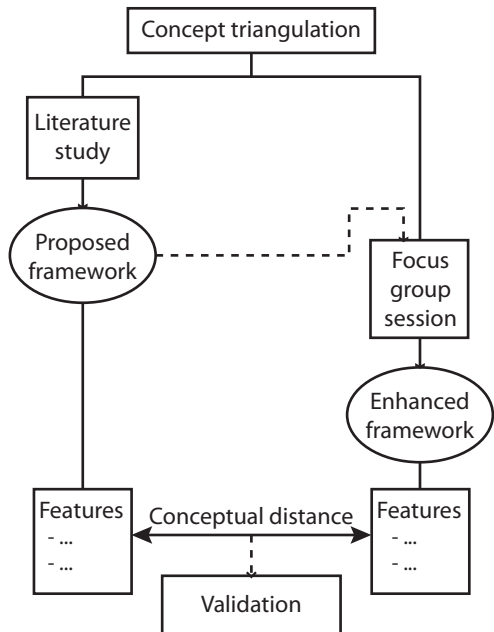 Concept triangulation
Literature
study
Proposed
framework
Focus
group
session
Enhanced
framework
Features
- ...
- ...
Conceptual distance
Features
- ...
- ...
Validation